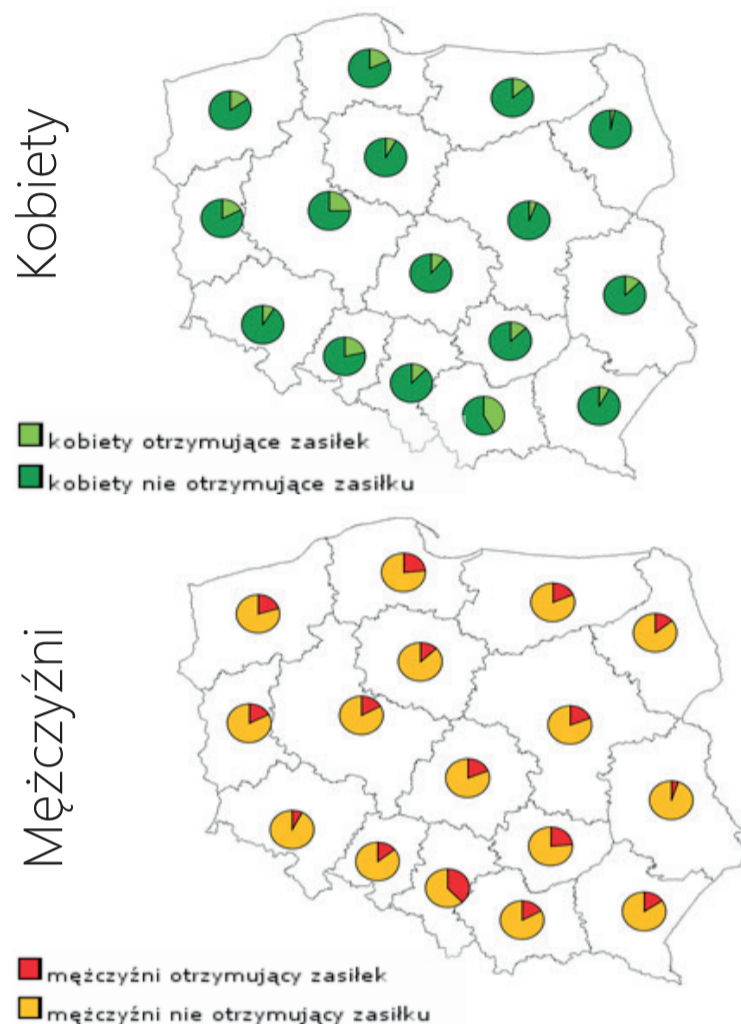 Kobiety
kobiety otrzymujące zasiłek
kobiety nie otrzymujące zasiłku
Mężczyźni
mężczyźni otrzymujący zasiłek
mężczyźni nie otrzymujący zasiłku